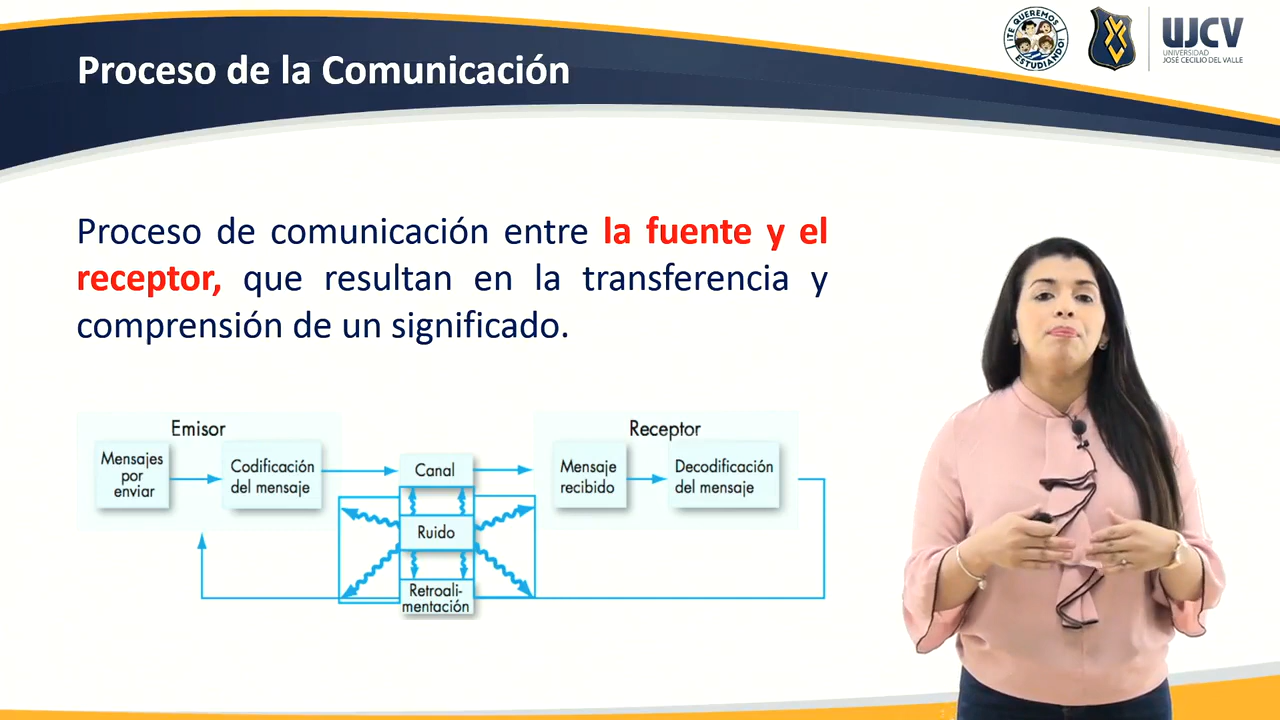 Proceso de la Comunicación
¡TE QUEREMOS
ESTUDIANDO!
UJCV
UNIVERSIDAD
JOSÉ CECILIO DEL VALLE
Proceso de comunicación entre la fuente y el
receptor, que resultan en la transferencia y
comprensión de un significado.
Emisor
Mensajes
por
enviar
Codificación
del mensaje
Canal
Ruido
Retroali-
mentación
Receptor
Mensaje
recibido
Decodificación
del mensaje